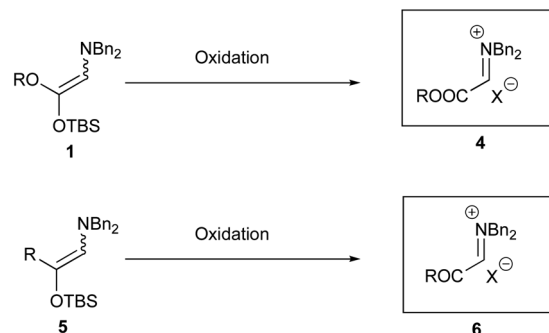 NBn2
RO
Oxidation
OTBS
1
⊕
NBn2
ROOC
X⊖
4
NBn2
R
Oxidation
OTBS
5
⊕
NBn2
ROC
X⊖
6